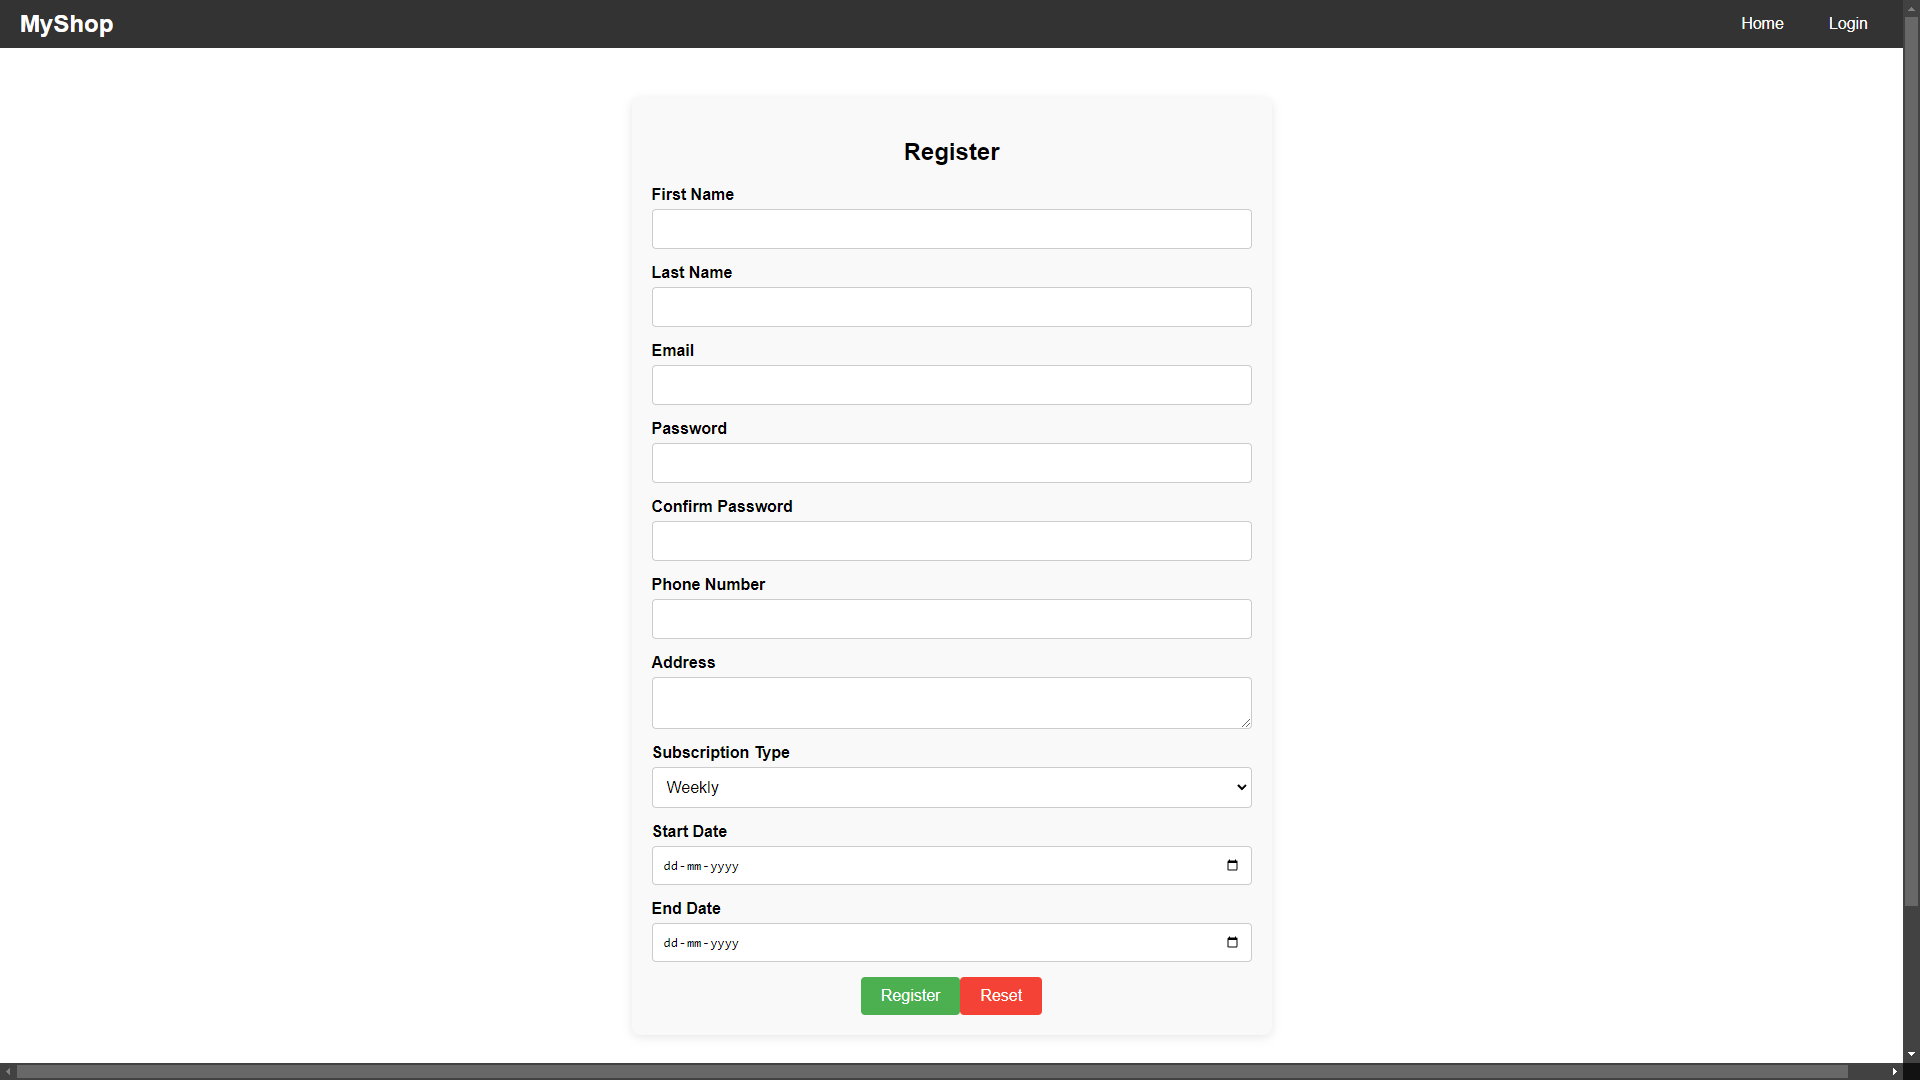 MyShop
Home Login
Register
First Name
Last Name
Email
Password
Confirm Password
Phone Number
Address
Subscription Type
Weekly
Start Date
dd-mm-yyyy
End Date
dd-mm-yyyy
Register Reset